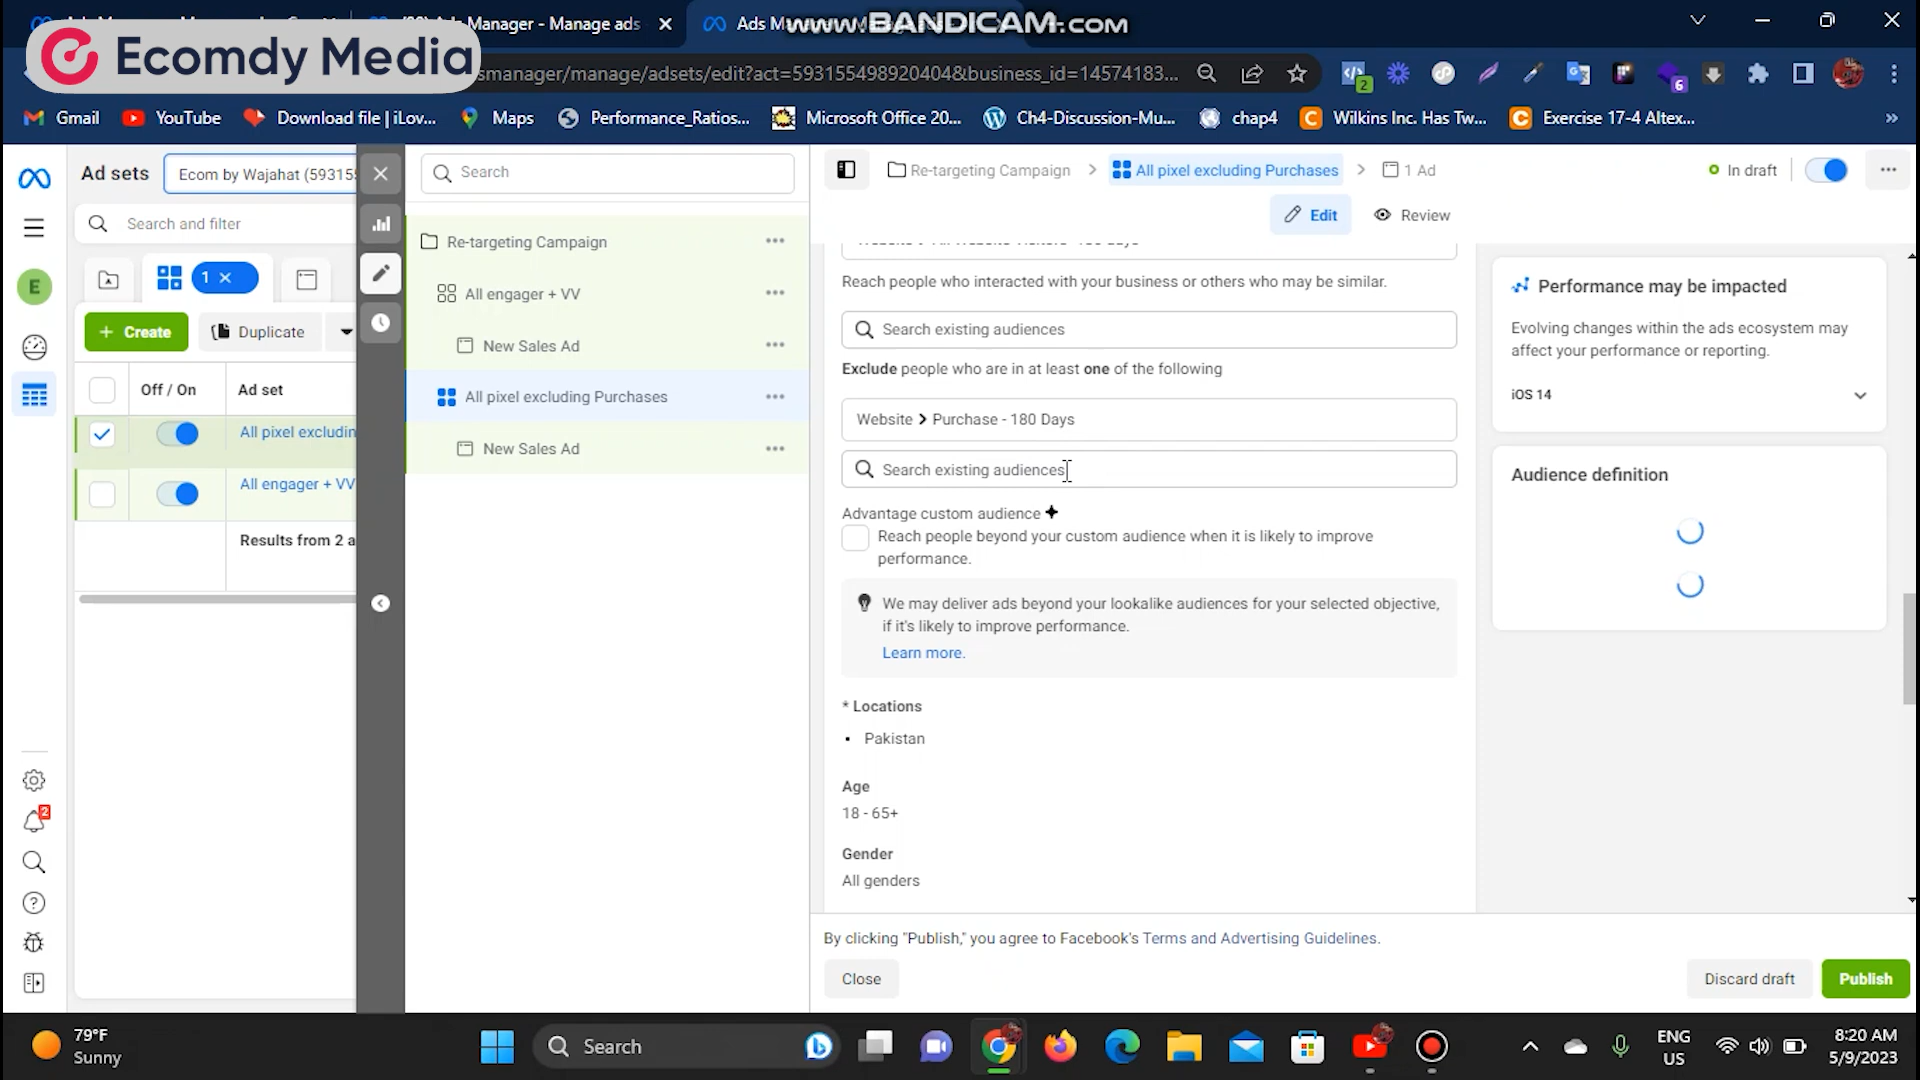 Ads Manager - Manage ads
Ads M
www.BANDICAM.com
Ecomdy Media
smanager/manage/adsets/edit?act=593155498920404&business_id=14574183...
2
6
Gmail
YouTube
Download file | iLov...
Maps
Performance_Ratios...
Microsoft Office 20...
Ch4-Discussion-Mu...
chap4
Wilkins Inc. Has Tw...
Exercise 17-4 Altex...
»
Ad sets
Ecom by Wajahat (59315
Search and filter
E
1
+ Create
Duplicate
Off / On
Ad set
All pixel excludin
All engager + VV
Results from 2 a
2
Search
Re-targeting Campaign
All engager + VV
New Sales Ad
All pixel excluding Purchases
New Sales Ad
Re-targeting Campaign
All pixel excluding Purchases
1 Ad
In draft
Edit
Review
Reach people who interacted with your business or others who may be similar.
Search existing audiences
Exclude people who are in at least one of the following
Website > Purchase - 180 Days
Search existing audiences
Advantage custom audience
Reach people beyond your custom audience when it is likely to improve
performance.
We may deliver ads beyond your lookalike audiences for your selected objective,
if it's likely to improve performance.
Learn more.
* Locations
• Pakistan
Age
18 - 65+
Gender
All genders
Performance may be impacted
Evolving changes within the ads ecosystem may
affect your performance or reporting.
iOS 14
Audience definition
By clicking "Publish," you agree to Facebook's Terms and Advertising Guidelines.
Close
Discard draft
Publish
79°F
Sunny
Search
ENG
US
8:20 AM
5/9/2023